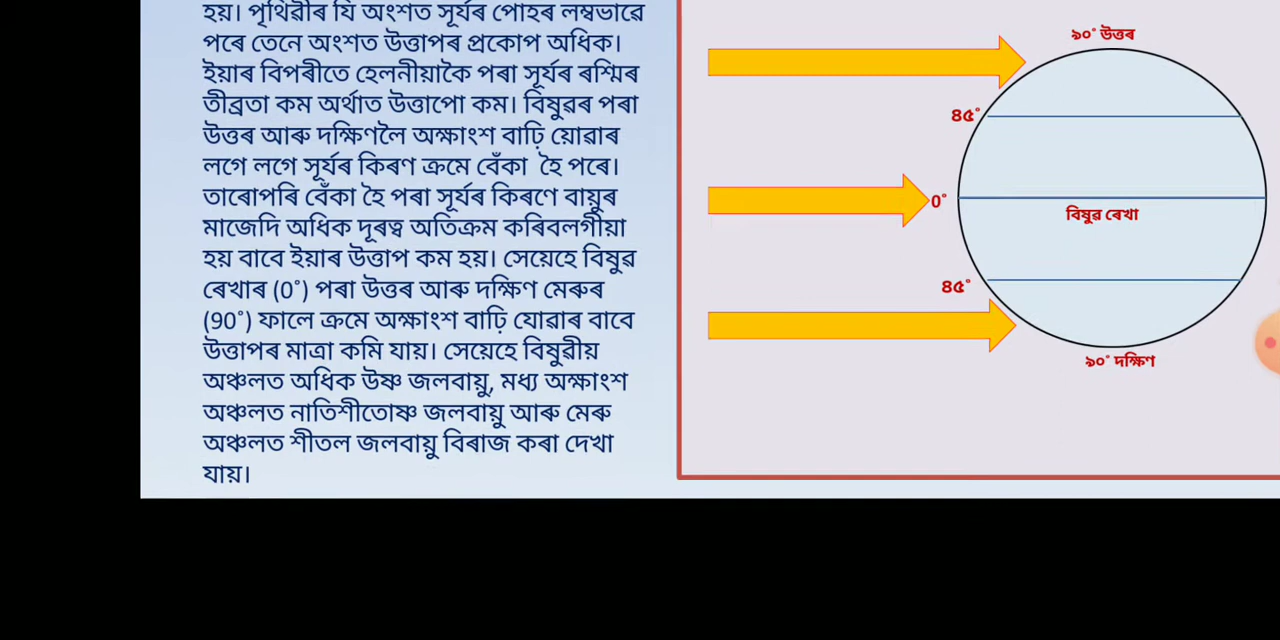 হয়। পৃথিৱীৰ যি অংশত সূৰ্যৰ পোহৰ লম্বভাৱে
পৰে তেনে অংশত উত্তাপৰ প্ৰকোপ অধিক।
ইয়াৰ বিপৰীতে হেলনীয়াকৈ পৰা সূৰ্যৰ ৰশ্মিৰ
তীব্ৰতা কম অৰ্থাত উত্তাপো কম। বিষুৱৰ পৰা
উত্তৰ আৰু দক্ষিণলৈ অক্ষাংশ বাঢ়ি য়োৱাৰ
লগে লগে সূৰ্যৰ কিৰণ ক্ৰমে বেঁকা হৈ পৰে।
তাৰোপৰি বেঁকা হৈ পৰা সূৰ্যৰ কিৰণে বায়ুৰ
মাজেদি অধিক দূৰত্ব অতিক্ৰম কৰিবলগীয়া
হয় বাবে ইয়াৰ উত্তাপ কম হয়। সেয়েহে বিষুৱ
ৰেখাৰ (0˚) পৰা উত্তৰ আৰু দক্ষিণ মেৰুৰ
(90˚) ফালে ক্ৰমে অক্ষাংশ বাঢ়ি যোৱাৰ বাবে
উত্তাপৰ মাত্ৰা কমি যায়। সেয়েহে বিষুৱীয়
অঞ্চলত অধিক উষ্ণ জলবায়ু, মধ্য অক্ষাংশ
অঞ্চলত নাতিশীতোষ্ণ জলবায়ু আৰু মেৰু
অঞ্চলত শীতল জলবায়ু বিৰাজ কৰা দেখা
যায়।
৯০˚ উত্তৰ
৪৫˚
0˚
বিষুৱ ৰেখা
৪৫˚
৯০˚ দক্ষিণ